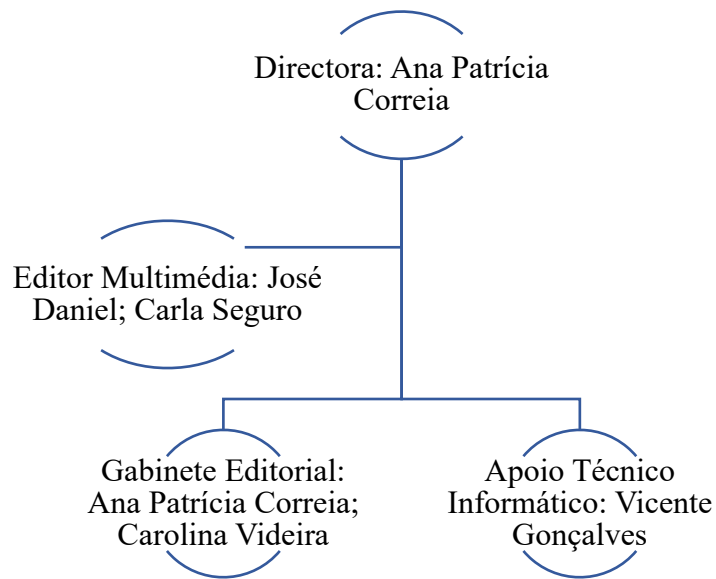 Directora: Ana Patrícia
Correia
Editor Multimédia: José
Daniel; Carla Seguro
Gabinete Editorial:
Ana Patrícia Correia;
Carolina Videira
Apoio Técnico
Informático: Vicente
Gonçalves